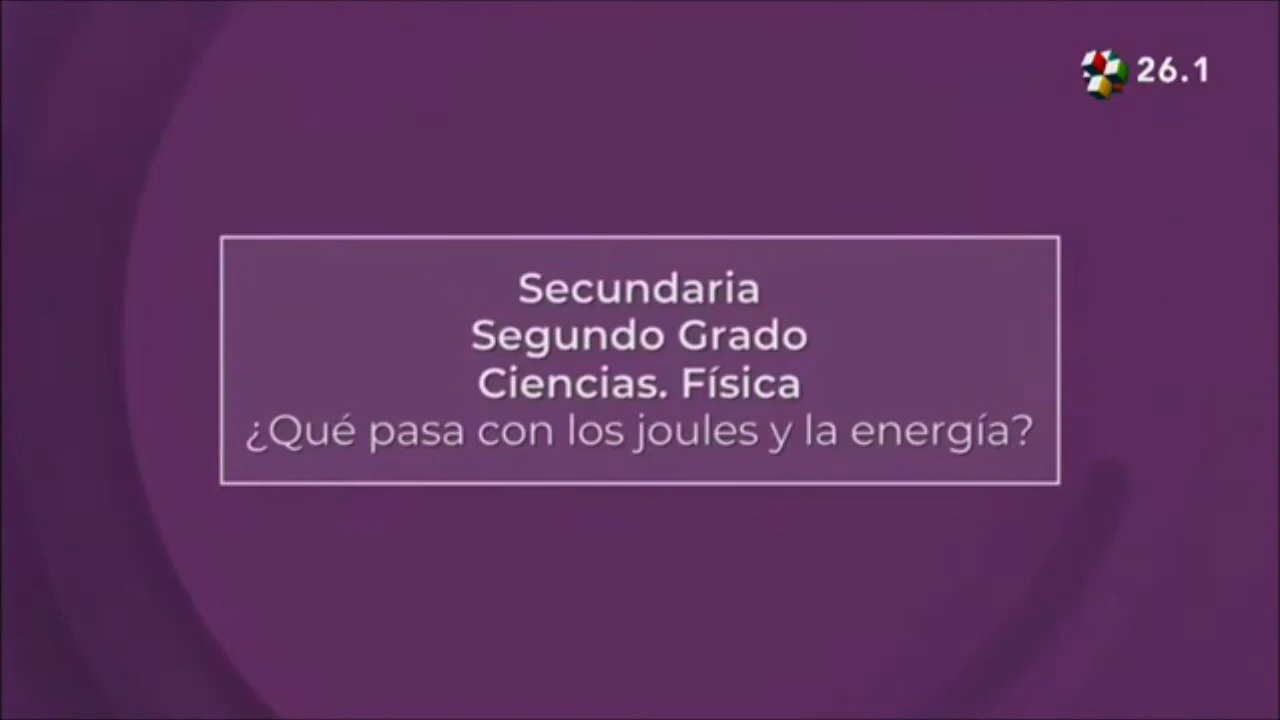 26.1
Secundaria
Segundo Grado
Ciencias. Física
¿Qué pasa con los joules y la energía?